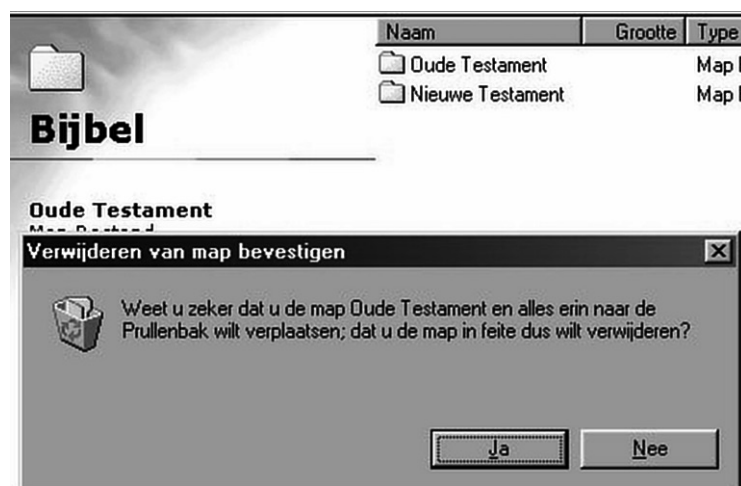 Naam Grootte Type
Oude Testament Map
Nieuwe Testament Map
Bijbel
Oude Testament
Verwijderen van map bevestigen
Weet u zeker dat u de map Oude Testament en alles erin naar de
Prullenbak wilt verplaatsen; dat u de map in feite dus wilt verwijderen?
Ja Nee